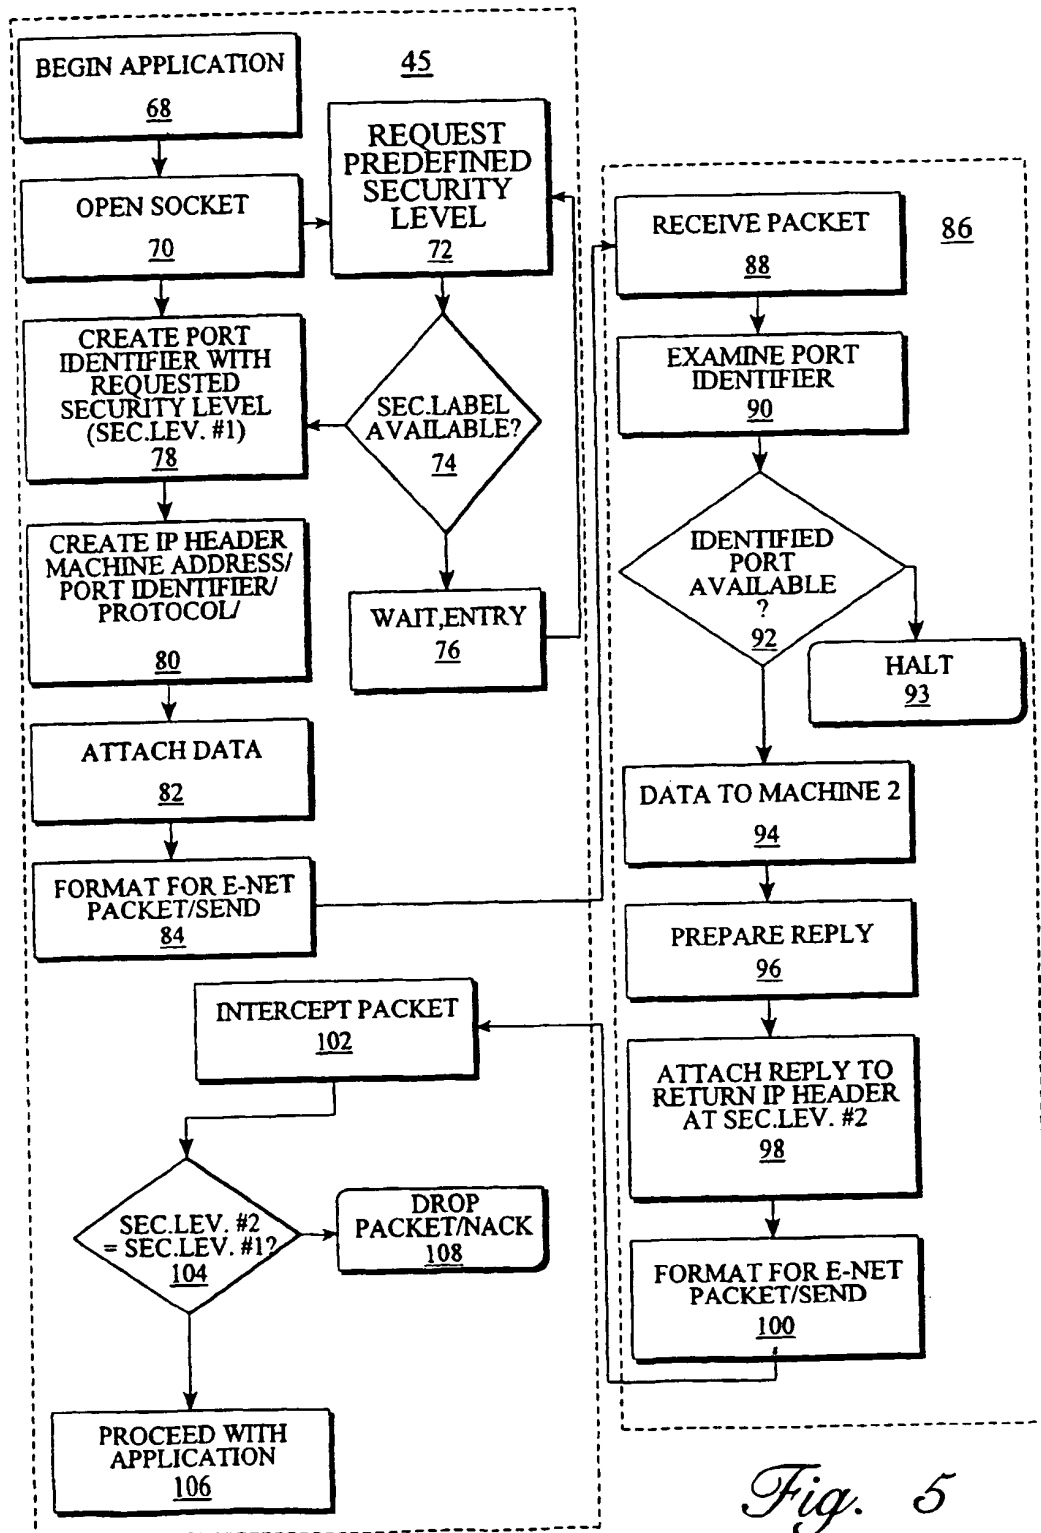 BEGIN APPLICATION
68
45
OPEN SOCKET
70
REQUEST
PREDEFINED
SECURITY
LEVEL
72
CREATE PORT
IDENTIFIER WITH
REQUESTED
SECURITY LEVEL
(SEC.LEV. #1)
78
SEC.LABEL
AVAILABLE?
74
WAIT,ENTRY
76
CREATE IP HEADER
MACHINE ADDRESS/
PORT IDENTIFIER/
PROTOCOL/
80
ATTACH DATA
82
FORMAT FOR E-NET
PACKET/SEND
84
86
RECEIVE PACKET
88
EXAMINE PORT
IDENTIFIER
90
IDENTIFIED
PORT
AVAILABLE
?
92
HALT
93
DATA TO MACHINE 2
94
PREPARE REPLY
96
ATTACH REPLY TO
RETURN IP HEADER
AT SEC.LEV. #2
98
FORMAT FOR E-NET
PACKET/SEND
100
INTERCEPT PACKET
102
SEC.LEV. #2
= SEC.LEV. #1?
104
DROP
PACKET/NACK
108
PROCEED WITH
APPLICATION
106
Fig. 5